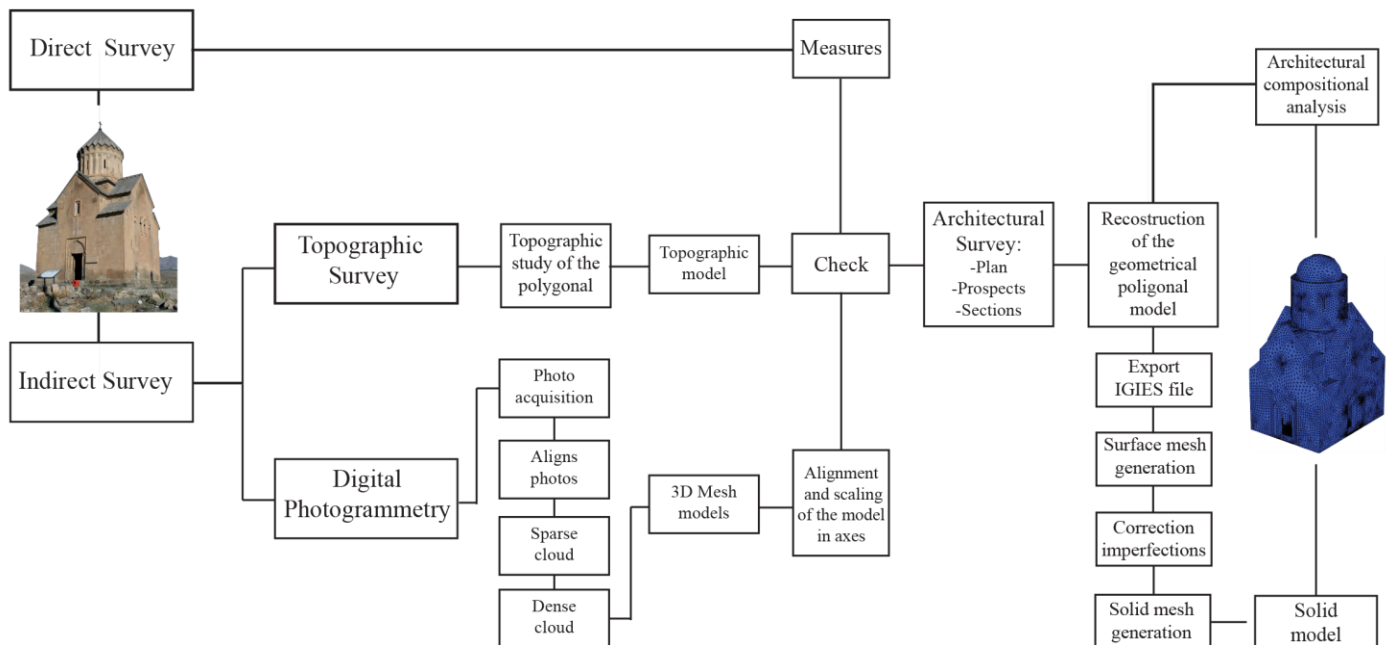 Direct Survey
Measures
Architectural
compositional
analysis
Indirect Survey
Topographic
Survey
Topographic
study of the
polygonal
Topographic
model
Check
Architectural
Survey:
-Plan
-Prospects
-Sections
Recostruction
of the
geometrical
poligonal
model
Digital
Photogrammetry
Photo
acquisition
Aligns
photos
Sparse
cloud
Dense
cloud
3D Mesh
models
Alignment
and scaling
of the model
in axes
Export
IGIES file
Surface mesh
generation
Correction
imperfections
Solid mesh
generation
Solid
model